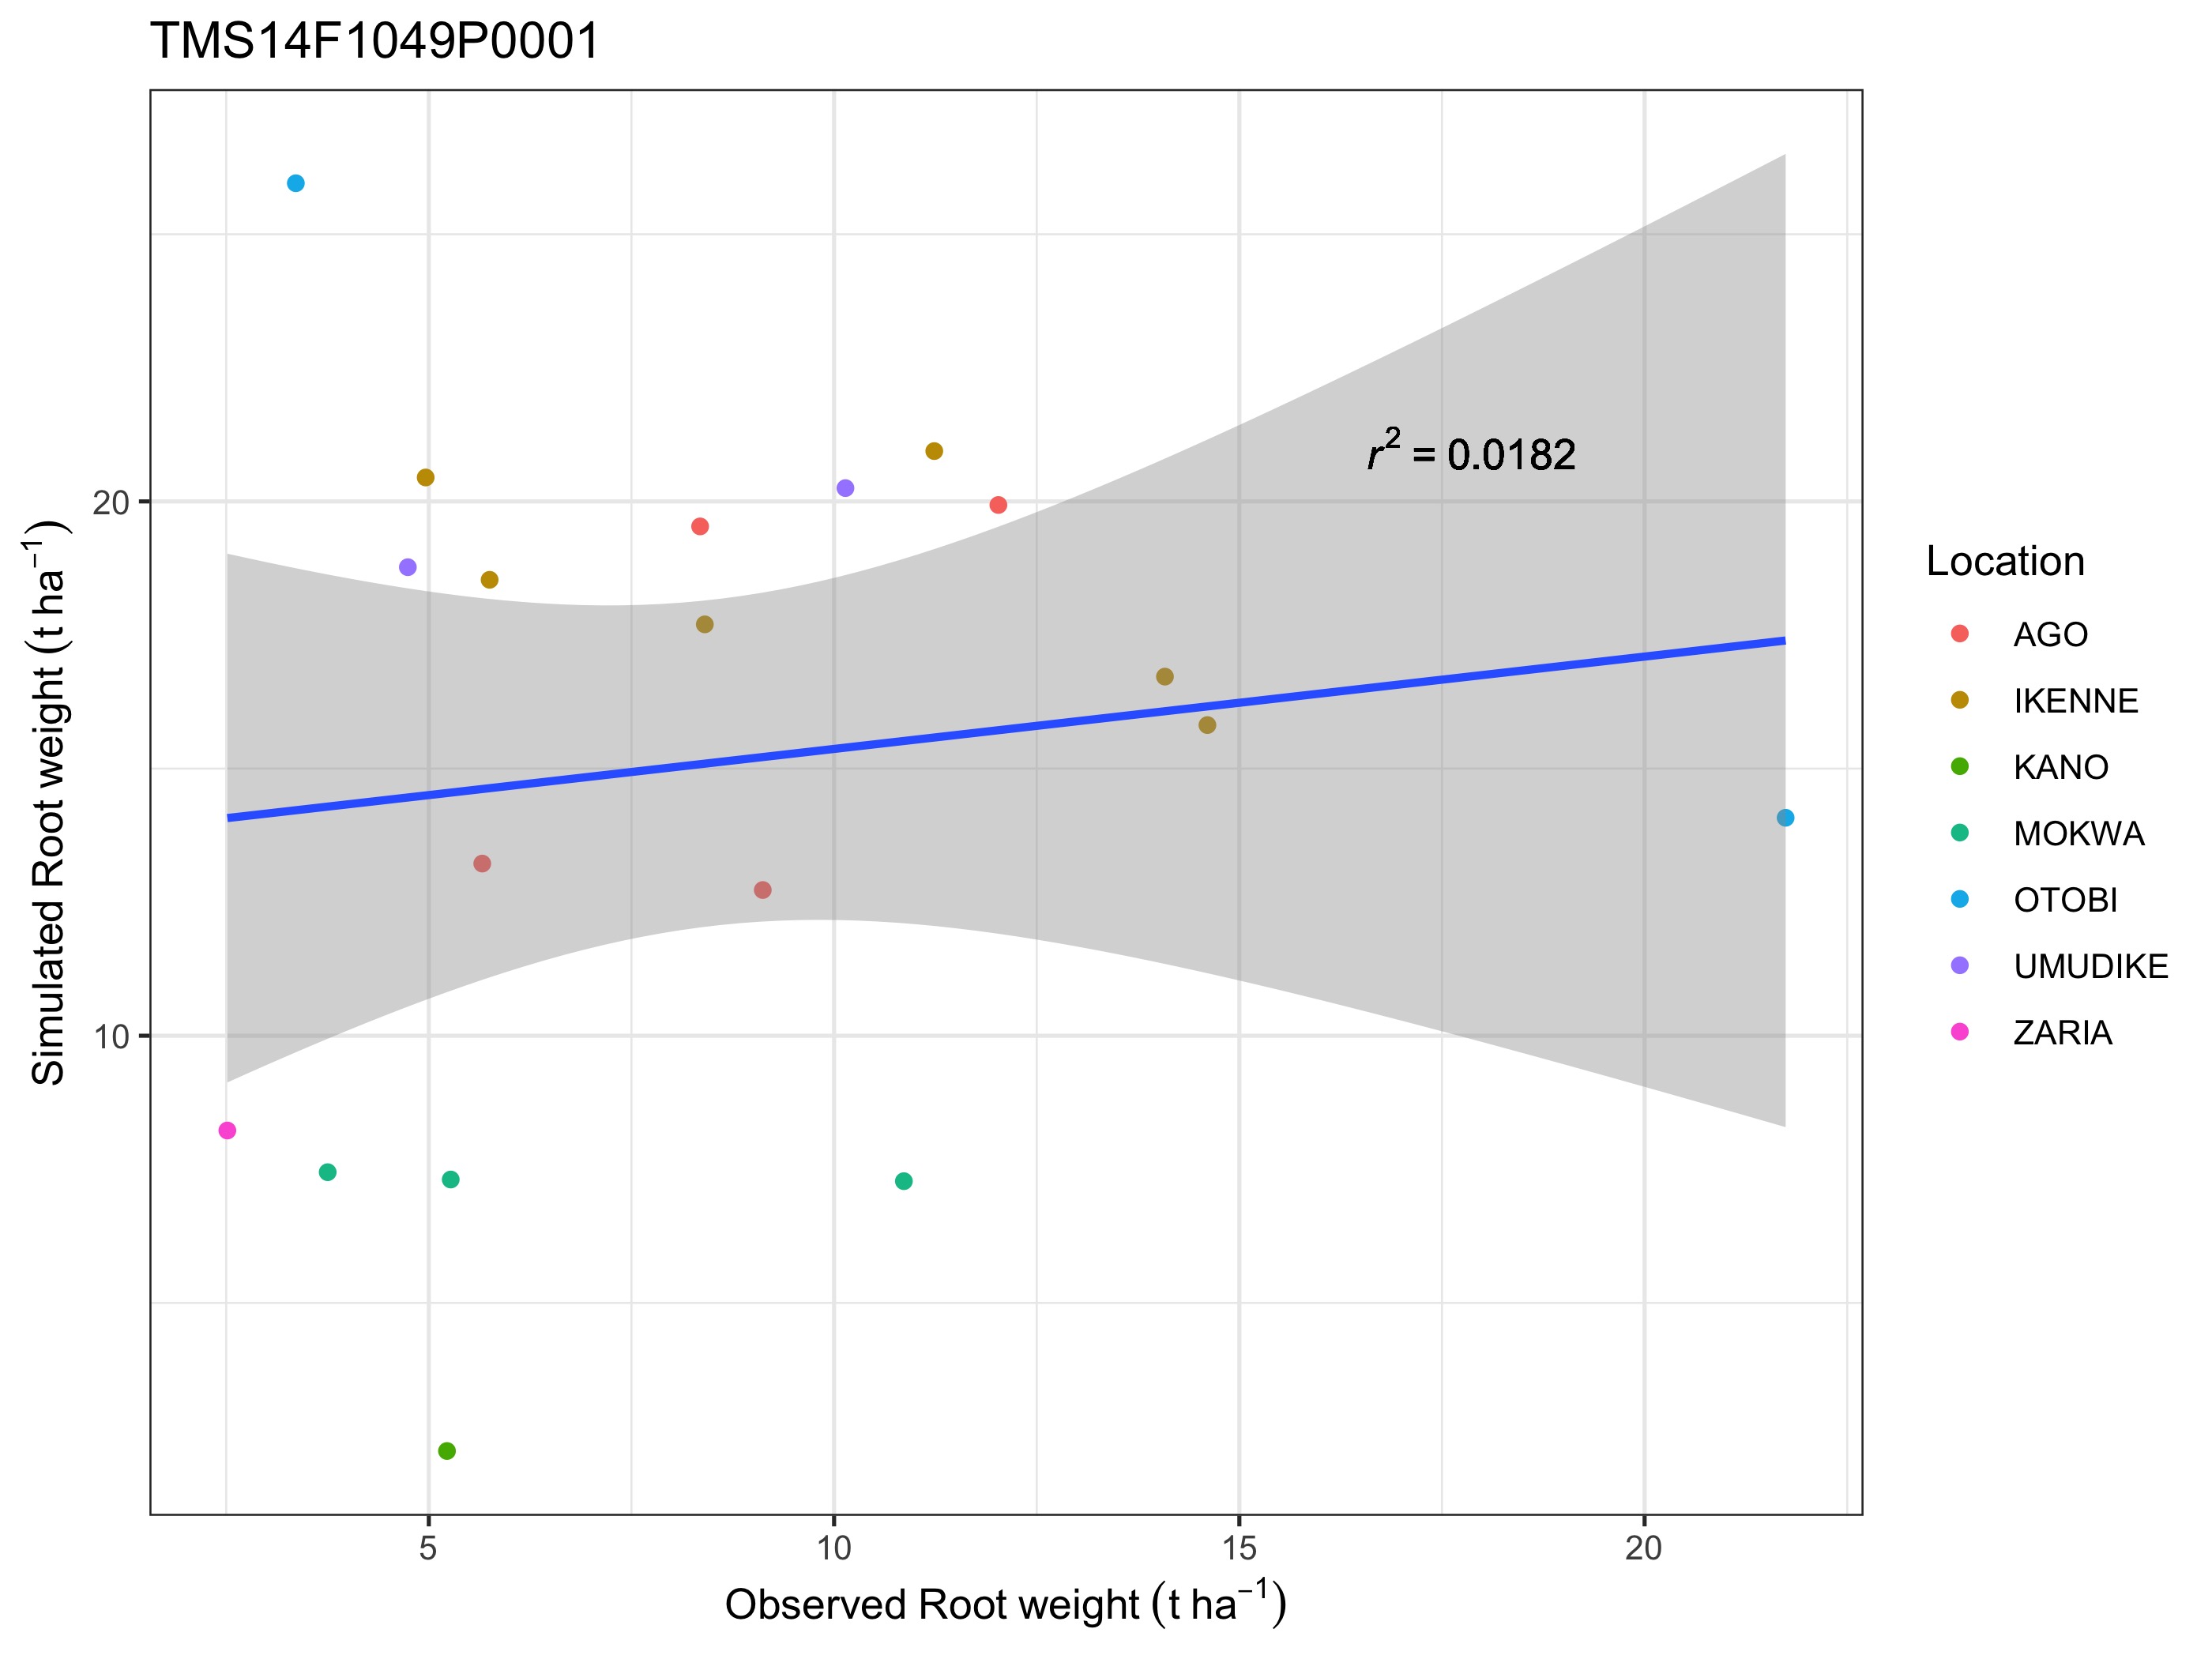 TMS14F1049P0001
r² = 0.0182
20
10
Simulated Root weight (t ha⁻¹)
5 10 15 20
Observed Root weight (t ha⁻¹)
Location
AGO
IKENNE
KANO
MOKWA
OTOBI
UMUDIKE
ZARIA